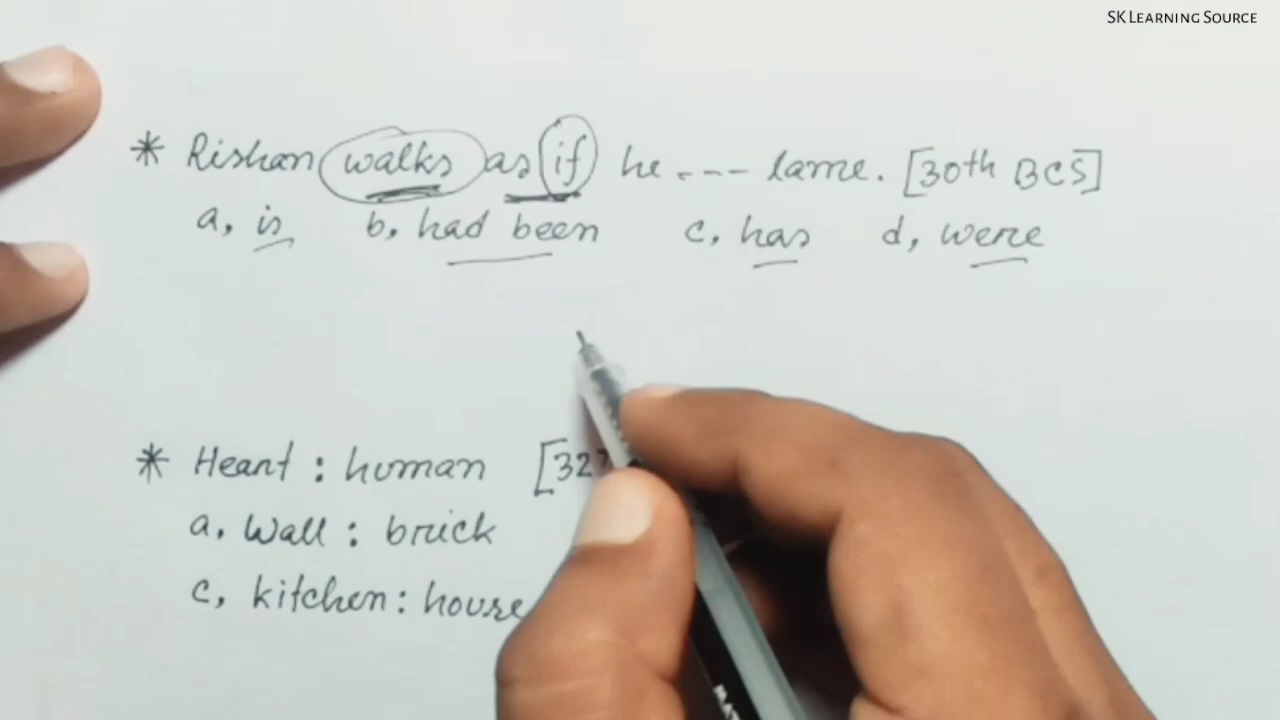 SK LEARNING SOURCE
* Rishan walks as if he ---- lame. [30th BCS]
a, is b, had been c, has d, were
* Heart : human [32
a. Wall : brick
c, kitchen : house